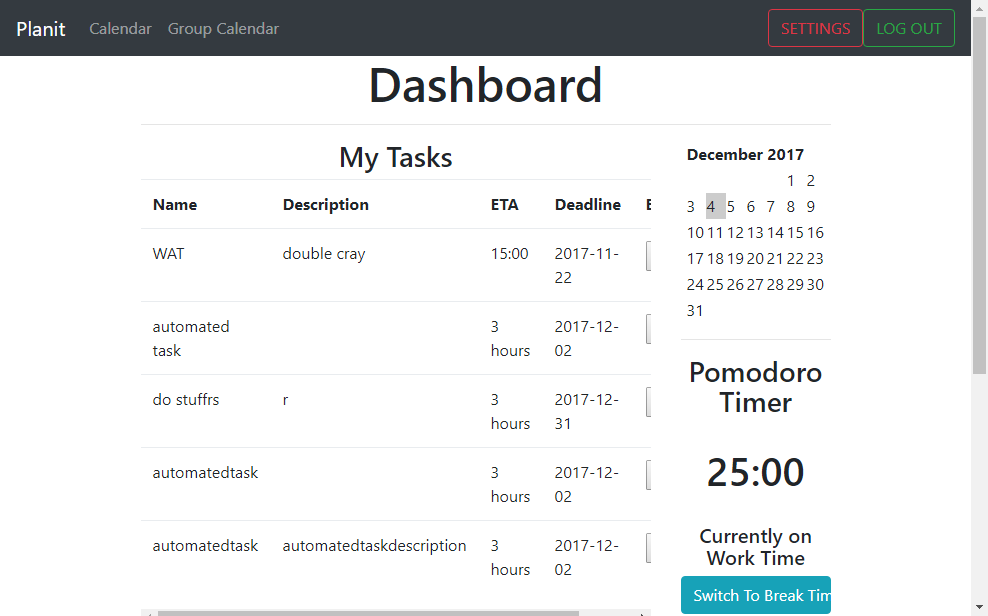 Planit Calendar Group Calendar SETTINGS LOG OUT
Dashboard
My Tasks
Name Description ETA Deadline
WAT double cray 15:00 2017-11-
22
automated 3 2017-12-
task hours 02
do stuffrs r 3 2017-12-
hours 31
automatedtask 3 2017-12-
hours 02
automatedtask automatedtaskdescription 3 2017-12-
hours 02
December 2017
1 2
3 4 5 6 7 8 9
10 11 12 13 14 15 16
17 18 19 20 21 22 23
24 25 26 27 28 29 30
31
Pomodoro
Timer
25:00
Currently on
Work Time
Switch To Break Tim